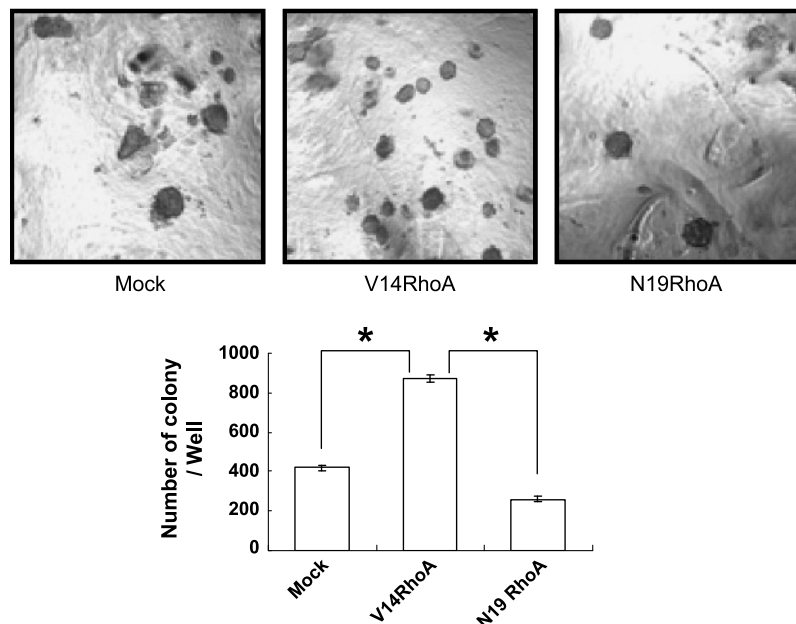 Mock
V14RhoA
N19RhoA
*
*
Number of colony
/ Well
1000
800
600
400
200
0
Mock
V14RhoA
N19 RhoA